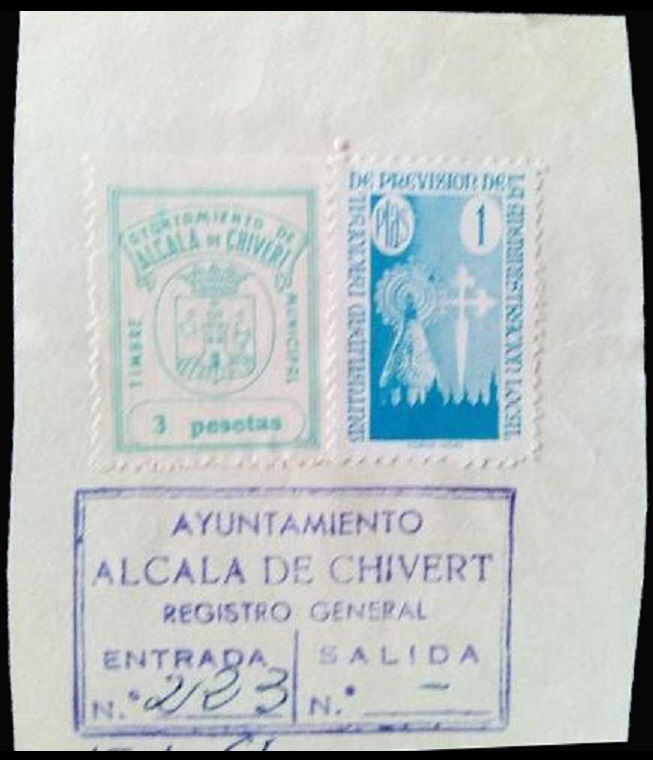 AYUNTAMIENTO DE
ALCALA DE CHIVERT
TIMBRE
MUNICIPAL
3 pesetas
MUTUALIDAD NACIONAL
DE PREVISION DE
LA ADMINISTRACION LOCAL
Ptas
1
AYUNTAMIENTO
ALCALA DE CHIVERT
REGISTRO GENERAL
ENTRADA
N.º 223
SALIDA
N.º –